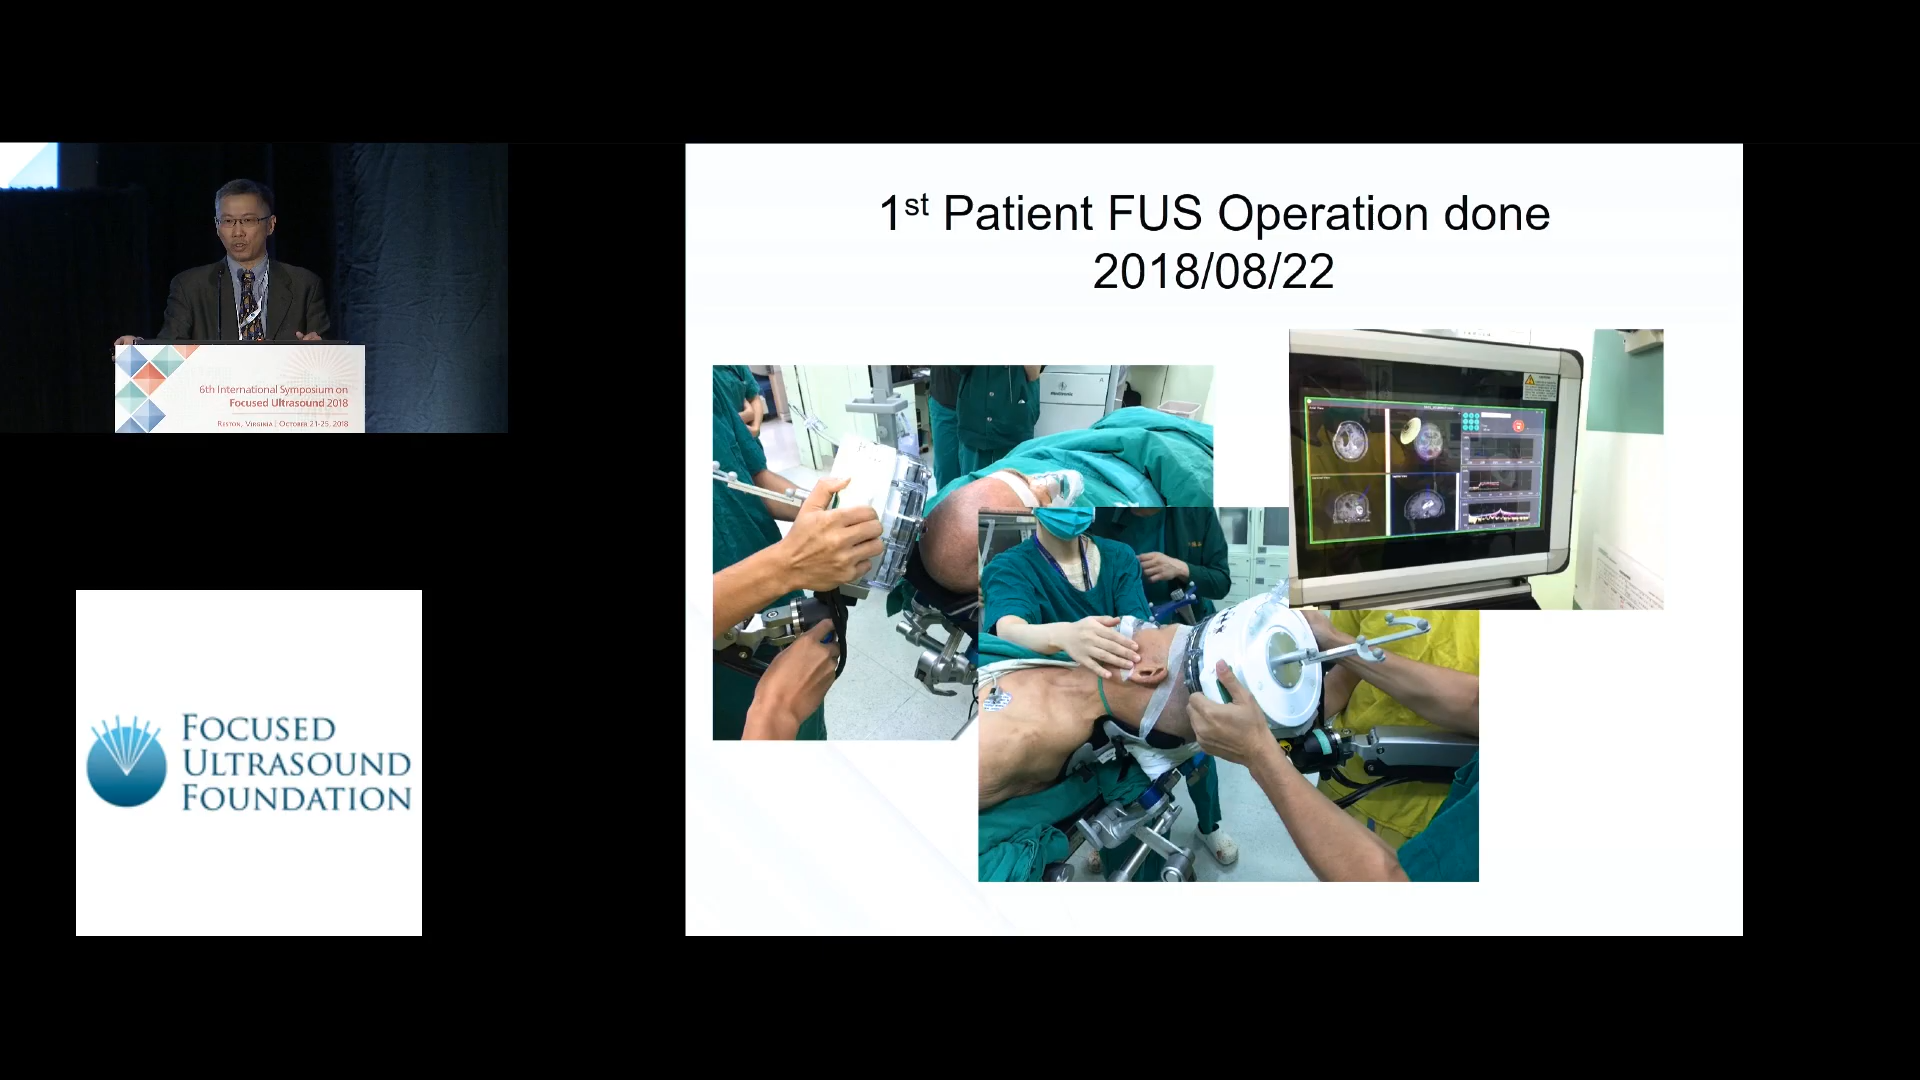 1st Patient FUS Operation done
2018/08/22
6th International Symposium on
Focused Ultrasound 2018
Reston, Virginia | October 21-25, 2018
FOCUSED
ULTRASOUND
FOUNDATION